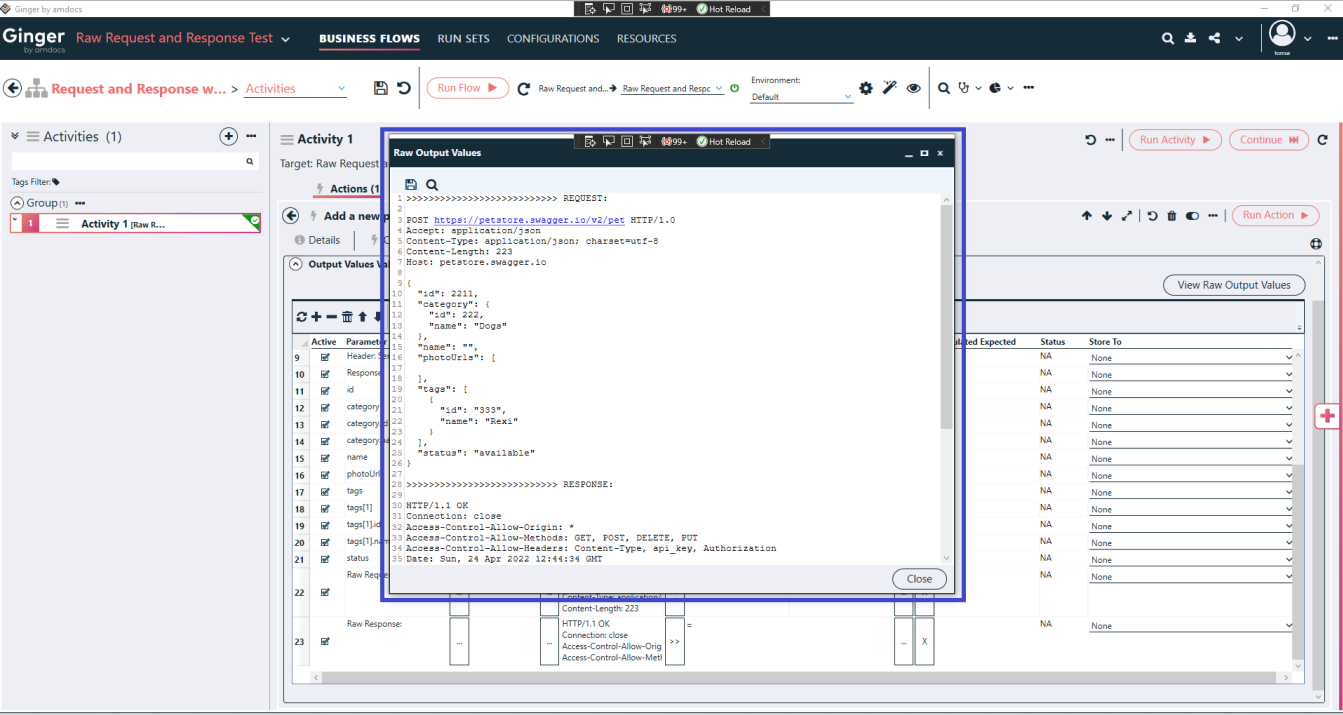 Ginger by amdocs
99+ Hot Reload
Ginger by amdocs
Raw Request and Response Test
BUSINESS FLOWS RUN SETS CONFIGURATIONS RESOURCES
tomas
Request and Response w... > Activities
Run Flow
Raw Request and... Raw Request and Respc
Environment:
Default
Activities (1)
Tags Filter:
Group (1)
1 Activity 1 [Raw R...
Activity 1
Run Activity Continue
Target: Raw Request
Actions (1
Add a new
Run Action
Details
Output Values
View Raw Output Values
Active Parameter Expected Status Store To
9 Header: NA None
10 Response NA None
11 id NA None
12 category NA None
13 category. NA None
14 category. NA None
15 name NA None
16 NA None
17 tags NA None
18 tags[1] NA None
19 tags[1].id NA None
20 NA None
21 status NA None
22 Raw NA None
... ...
Content-Type: application/
Content-Length: 223
23 Raw Response: NA None
... ... >> = ... X
HTTP/1.1 OK
Connection: close
Access-Control-Allow-Orig
Access-Control-Allow-Metl
99+ Hot Reload
Raw Output Values
1 >>>>>>>>>>>>>>>>>>>>>>>>>>> REQUEST:
2
3 POST https://petstore.swagger.io/v2/pet HTTP/1.0
4 Accept: application/json
5 Content-Type: application/json; charset=utf-8
6 Content-Length: 223
7 Host: petstore.swagger.io
8
9 {
10 "id": 2211,
11 "category": {
12 "id": 222,
13 "name": "Dogs"
14 },
15 "name": "",
16 "photoUrls": [
17
18 ],
19 "tags": [
20 {
21 "id": "333",
22 "name": "Rexi"
23 }
24 ],
25 "status": "available"
26 }
27
28 >>>>>>>>>>>>>>>>>>>>>>>>>>> RESPONSE:
29
30 HTTP/1.1 OK
31 Connection: close
32 Access-Control-Allow-Origin: *
33 Access-Control-Allow-Methods: GET, POST, DELETE, PUT
34 Access-Control-Allow-Headers: Content-Type, api_key, Authorization
35 Date: Sun, 24 Apr 2022 12:44:34 GMT
Close